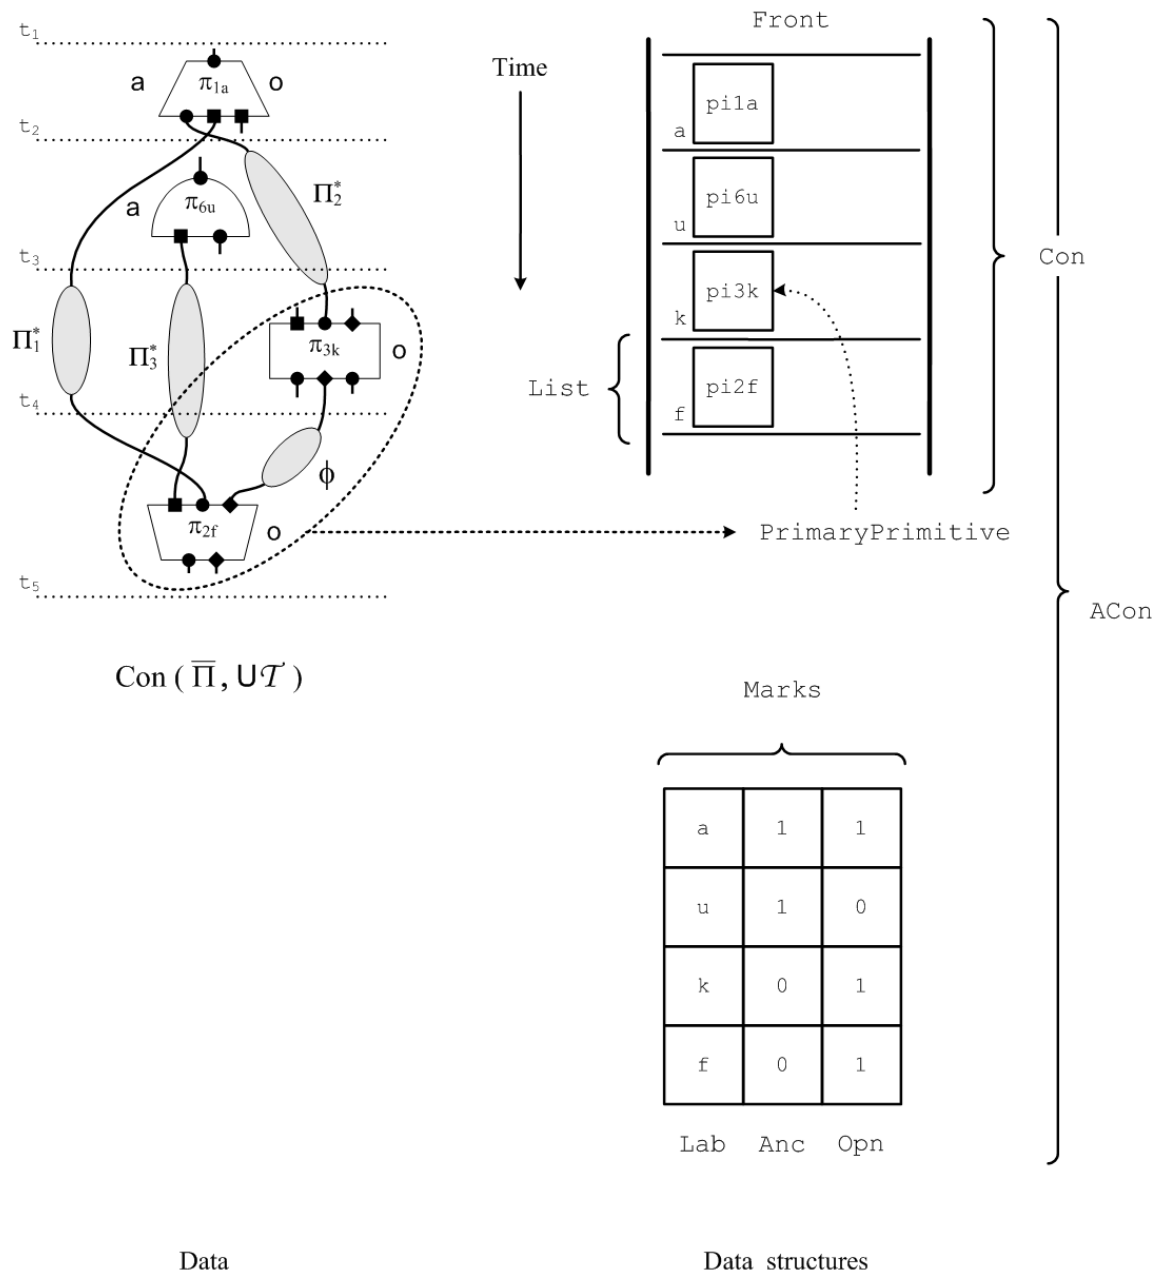 t₁
a π₁ₐ o
t₂
Π₂*
a π₆ᵤ
t₃
Π₁*
Π₃*
π₃ₖ o
t₄
ϕ
π₂f o
t₅
Con ( Π̅ , U𝒯 )
Data
Time
Front
pi1a
a
pi6u
u
pi3k
k
List
pi2f
f
Con
PrimaryPrimitive
ACon
Marks
a 1 1
u 1 0
k 0 1
f 0 1
Lab Anc Opn
Data structures